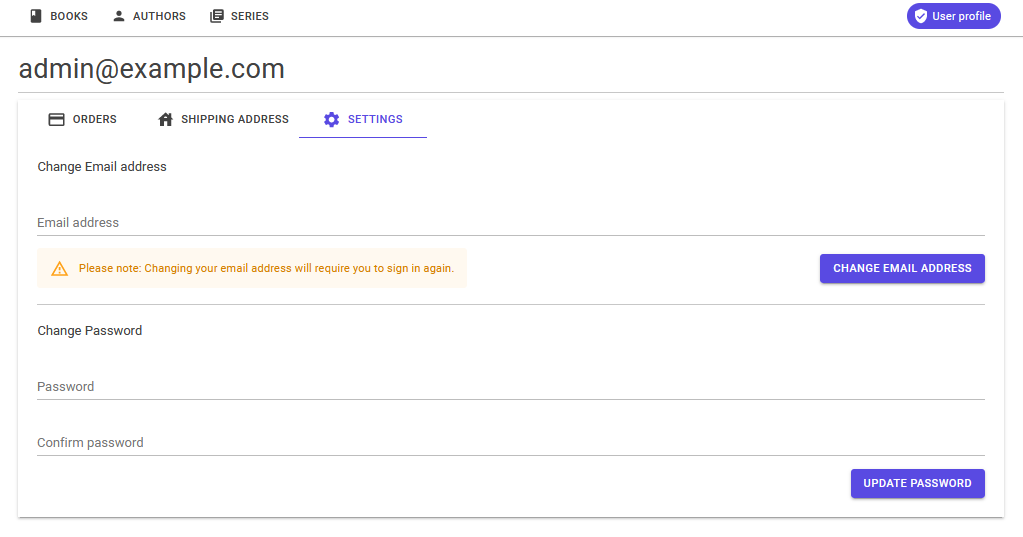 BOOKS AUTHORS SERIES User profile
admin@example.com
ORDERS SHIPPING ADDRESS SETTINGS
Change Email address
Email address
Please note: Changing your email address will require you to sign in again. CHANGE EMAIL ADDRESS
Change Password
Password
Confirm password
UPDATE PASSWORD